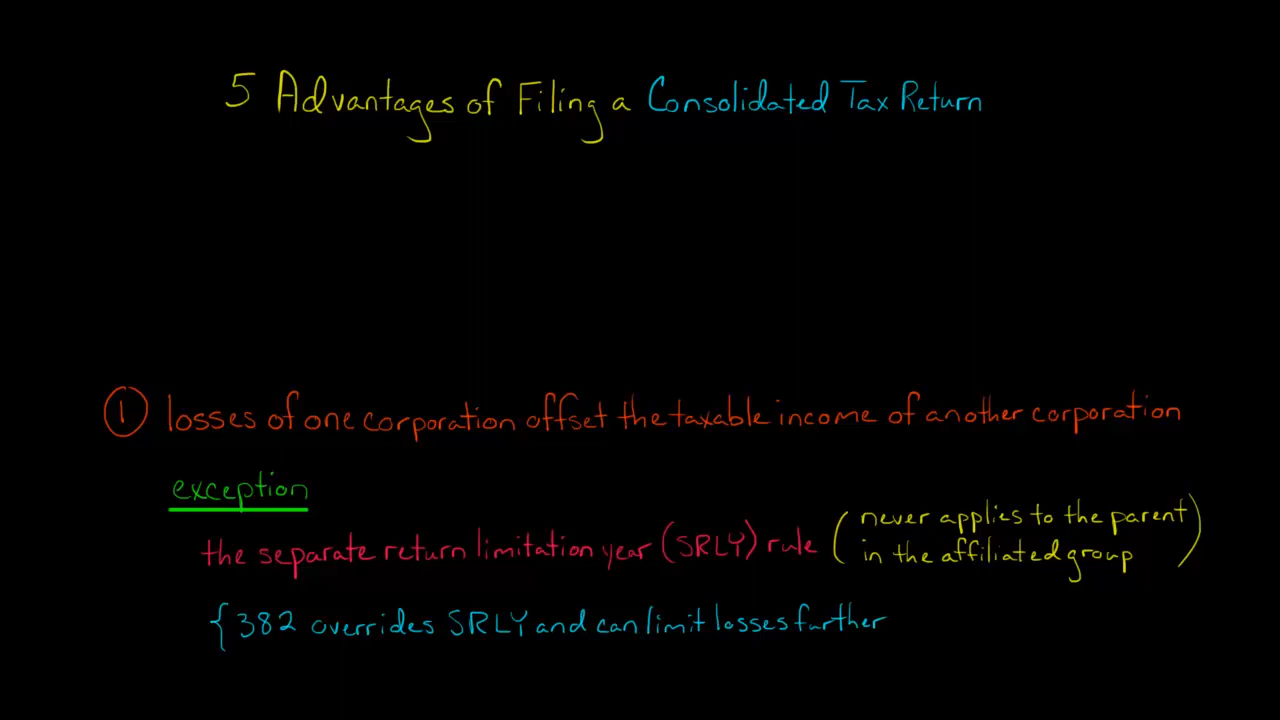 5 Advantages of Filing a Consolidated Tax Return
① losses of one corporation offset the taxable income of another corporation
exception
the separate return limitation year (SRLY) rule (never applies to the parent
in the affiliated group)
{382 overrides SRLY and can limit losses further